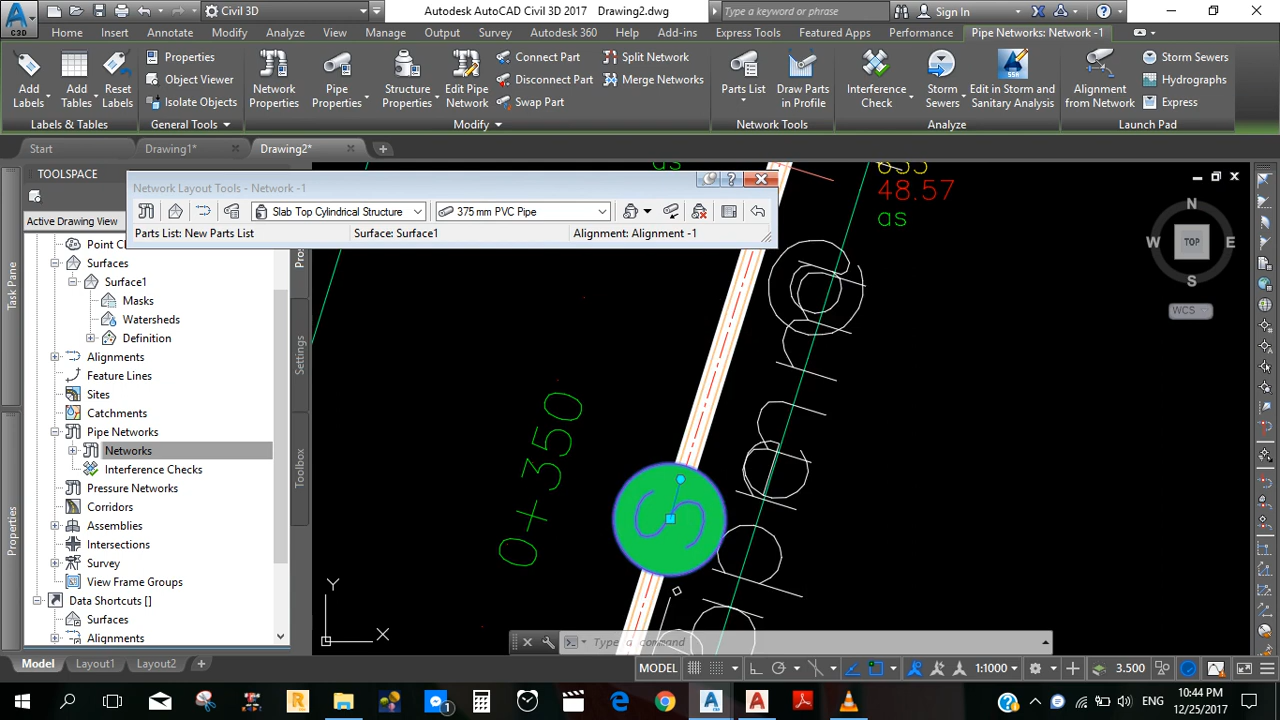 C3D
Civil 3D
Autodesk AutoCAD Civil 3D 2017 Drawing2.dwg
Type a keyword or phrase
Sign In
Home Insert Annotate Modify Analyze View Manage Output Survey Autodesk 360 Help Add-ins Express Tools Featured Apps Performance Pipe Networks: Network -1
Add Labels
Add Tables
Reset Labels
Properties
Object Viewer
Isolate Objects
Network Properties
Pipe Properties
Structure Properties
Edit Pipe Network
Connect Part
Disconnect Part
Swap Part
Split Network
Merge Networks
Parts List
Draw Parts in Profile
Interference Check
Storm Sewers
Edit in Storm and Sanitary Analysis
SSA
Alignment from Network
Storm Sewers
Hydrographs
Express
Labels & Tables General Tools Modify Network Tools Analyze Launch Pad
Start Drawing1* Drawing2*
TOOLSPACE
Active Drawing View
Network Layout Tools - Network -1
Slab Top Cylindrical Structure
375 mm PVC Pipe
Parts List: New Parts List Surface: Surface1 Alignment: Alignment -1
Surfaces
Surface1
Masks
Watersheds
Definition
Alignments
Feature Lines
Sites
Catchments
Pipe Networks
Networks
Interference Checks
Pressure Networks
Corridors
Assemblies
Intersections
Survey
View Frame Groups
Data Shortcuts []
Surfaces
Alignments
Task Pane
Properties
Settings
Toolbox
as
48.57
as
0+350
S
N
W TOP E
S
WCS
Y
X
Type a command
Model Layout1 Layout2
MODEL
1:1000
3.500
1
ENG
10:44 PM
12/25/2017